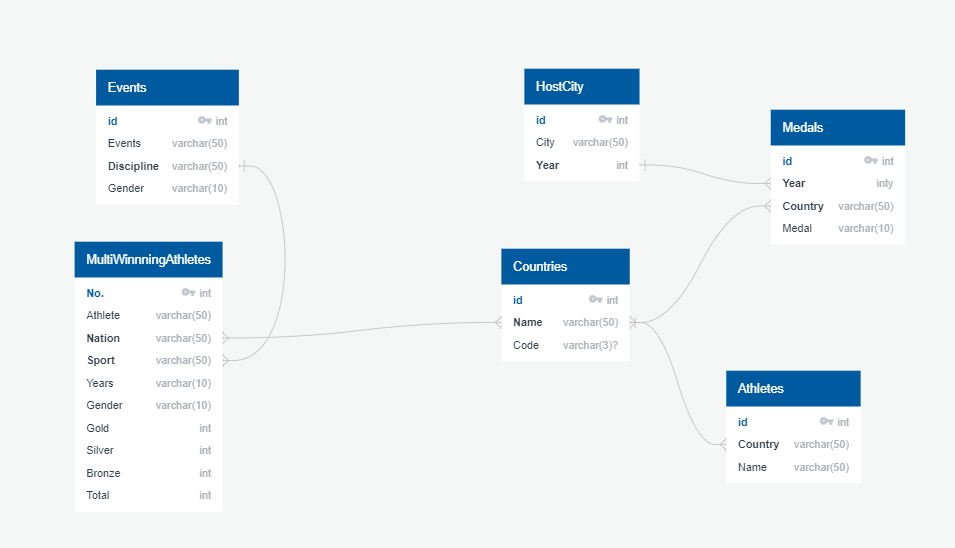 Events
id int
Events varchar(50)
Discipline varchar(50)
Gender varchar(10)
MultiWinnningAthletes
No. int
Athlete varchar(50)
Nation varchar(50)
Sport varchar(50)
Years varchar(10)
Gender varchar(10)
Gold int
Silver int
Bronze int
Total int
HostCity
id int
City varchar(50)
Year int
Countries
id int
Name varchar(50)
Code varchar(3)?
Medals
id int
Year inty
Country varchar(50)
Medal varchar(10)
Athletes
id int
Country varchar(50)
Name varchar(50)